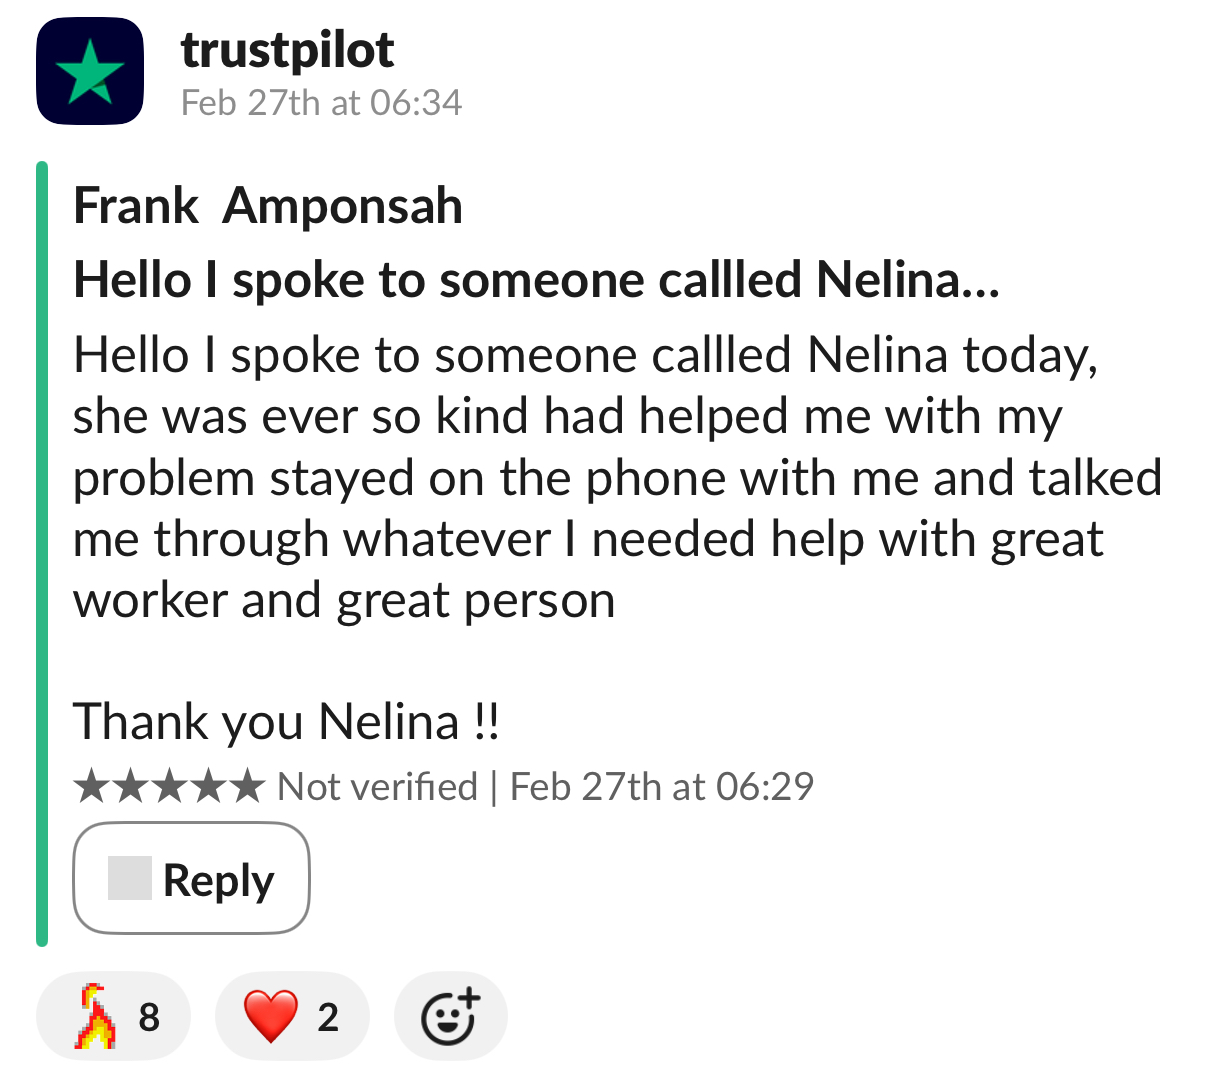 trustpilot
Feb 27th at 06:34
Frank  Amponsah
Hello I spoke to someone callled Nelina...
Hello I spoke to someone callled Nelina today,
she was ever so kind had helped me with my
problem stayed on the phone with me and talked
me through whatever I needed help with great
worker and great person
Thank you Nelina !!
★★★★★ Not verified | Feb 27th at 06:29
Reply
8
2